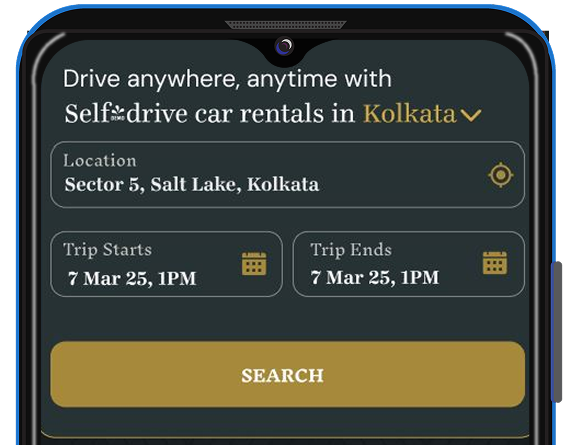 Drive anywhere, anytime with
Self-drive car rentals in Kolkata
Location
Sector 5, Salt Lake, Kolkata
Trip Starts
7 Mar 25, 1PM
Trip Ends
7 Mar 25, 1PM
SEARCH